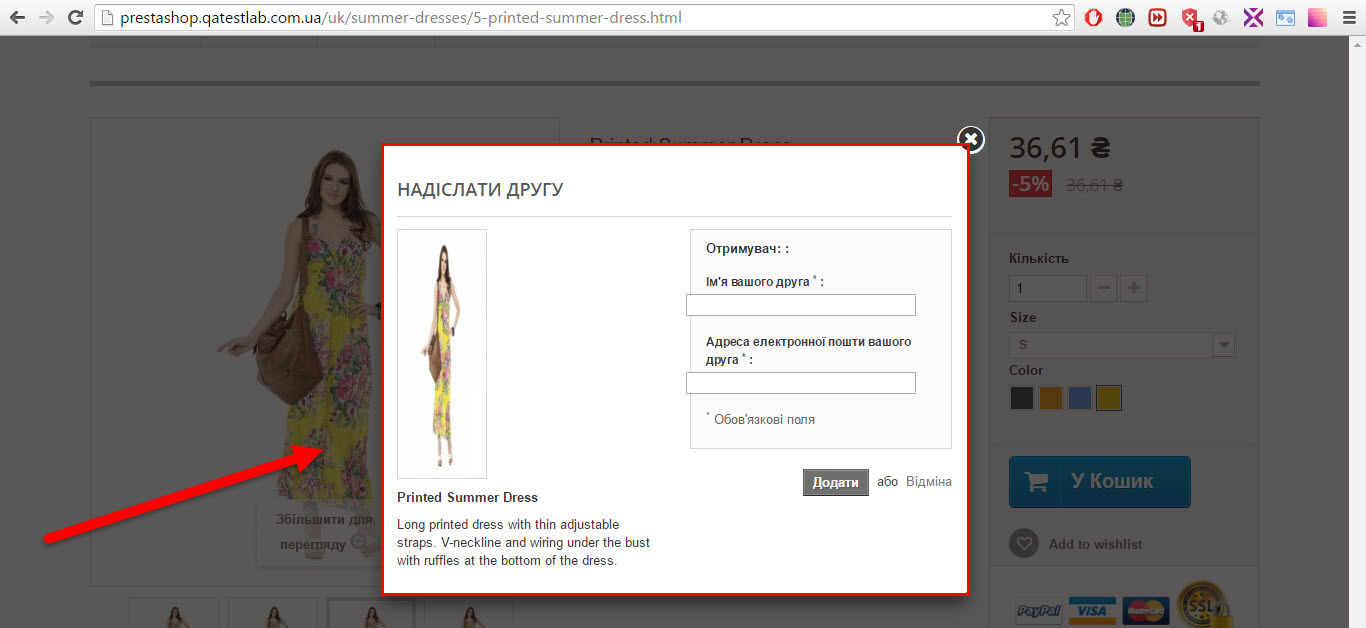 prestashop.qatestlab.com.ua/uk/summer-dresses/5-printed-summer-dress.html
1
Printed Summer Dress
36,61 ₴
-5%
36,61 ₴
НАДІСЛАТИ ДРУГУ
Отримувач: :
Ім'я вашого друга * :
Адреса електронної пошти вашого
друга * :
* Обов'язкові поля
Додати або Відміна
Printed Summer Dress
Long printed dress with thin adjustable
straps. V-neckline and wiring under the bust
with ruffles at the bottom of the dress.
Збільшити для
перегляду
Кількість
1
Size
S
Color
У Кошик
Add to wishlist
PayPal
VISA
MasterCard
SSL